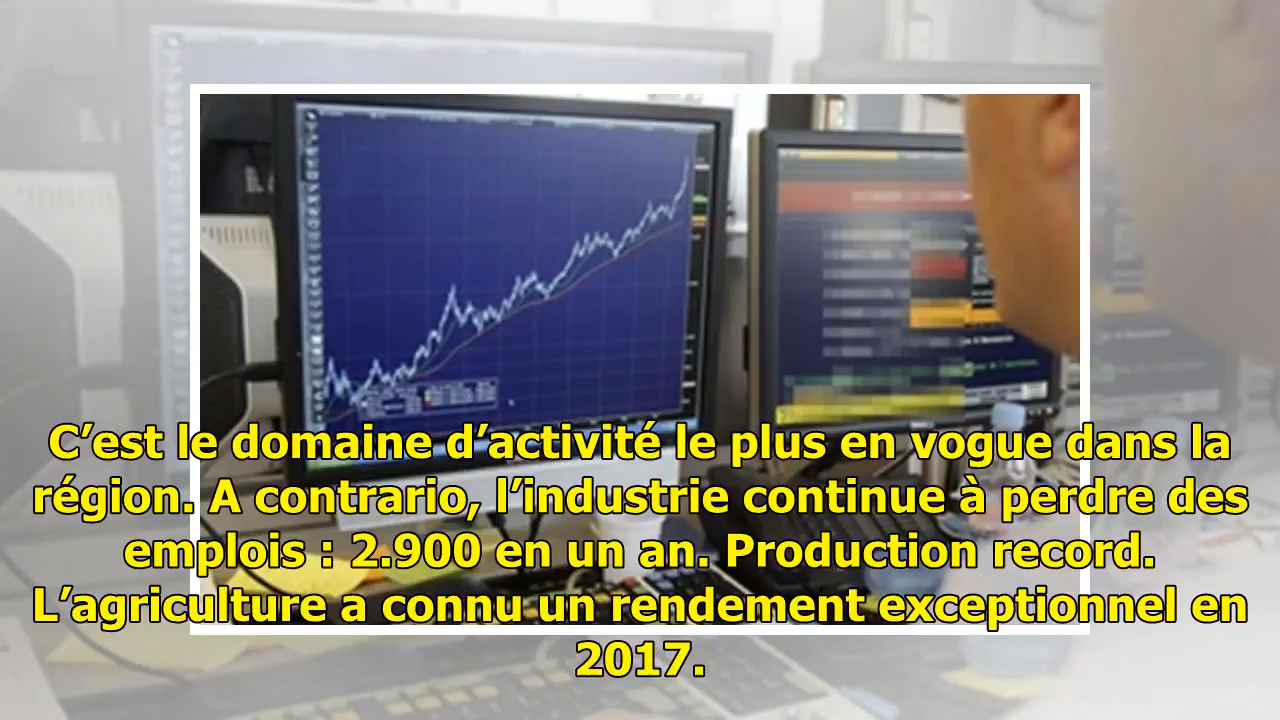 C’est le domaine d’activité le plus en vogue dans la
région. A contrario, l’industrie continue à perdre des
emplois : 2.900 en un an. Production record.
L’agriculture a connu un rendement exceptionnel en
2017.